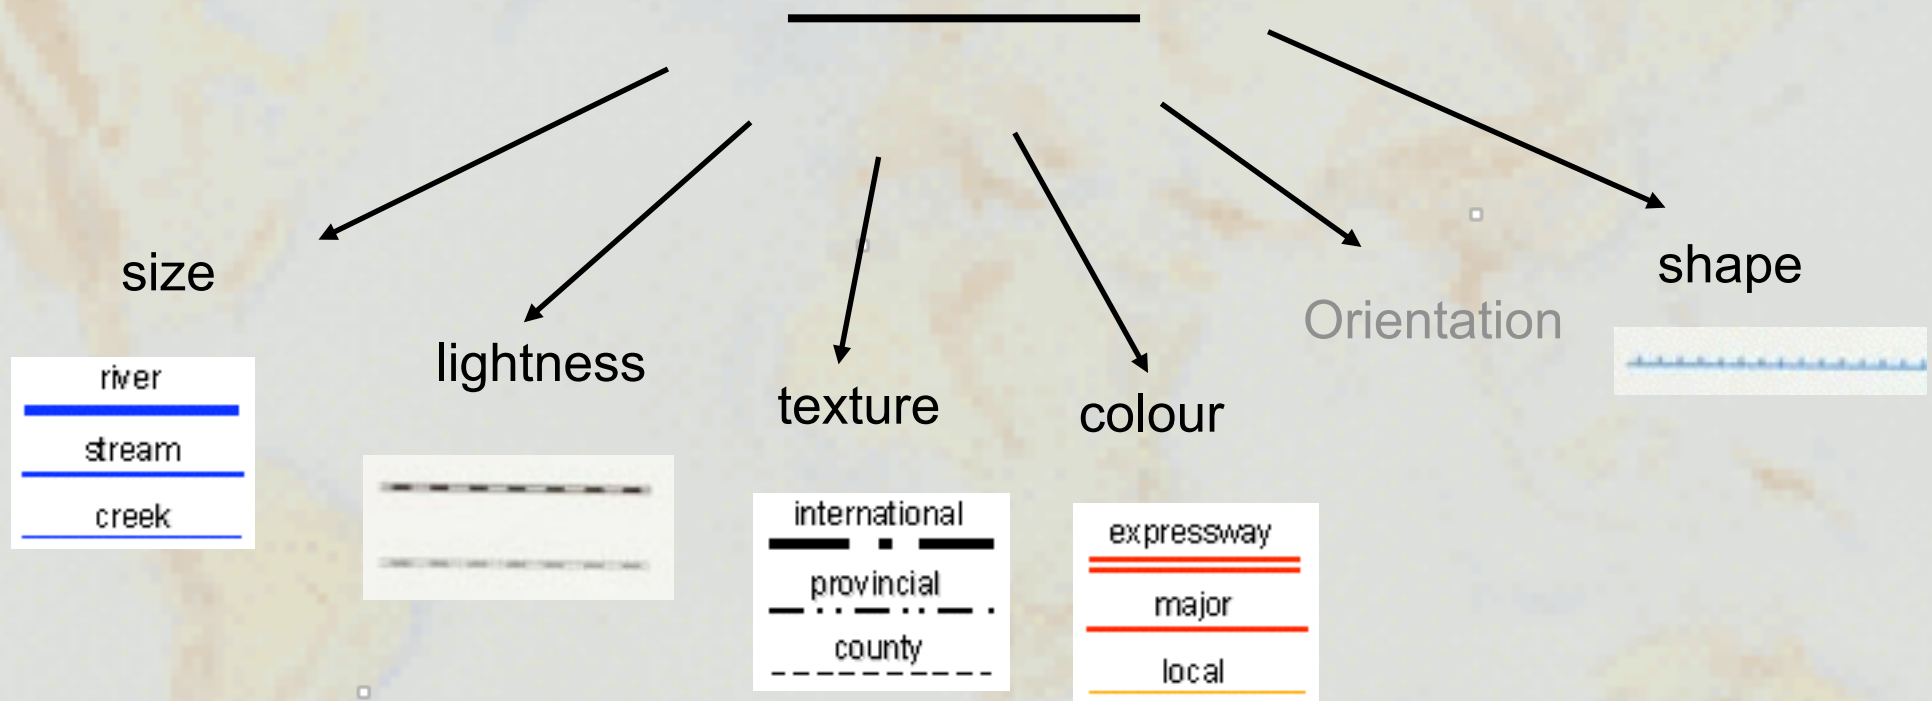 size
river
stream
creek
lightness
texture
international
provincial
county
colour
expressway
major
local
Orientation
shape